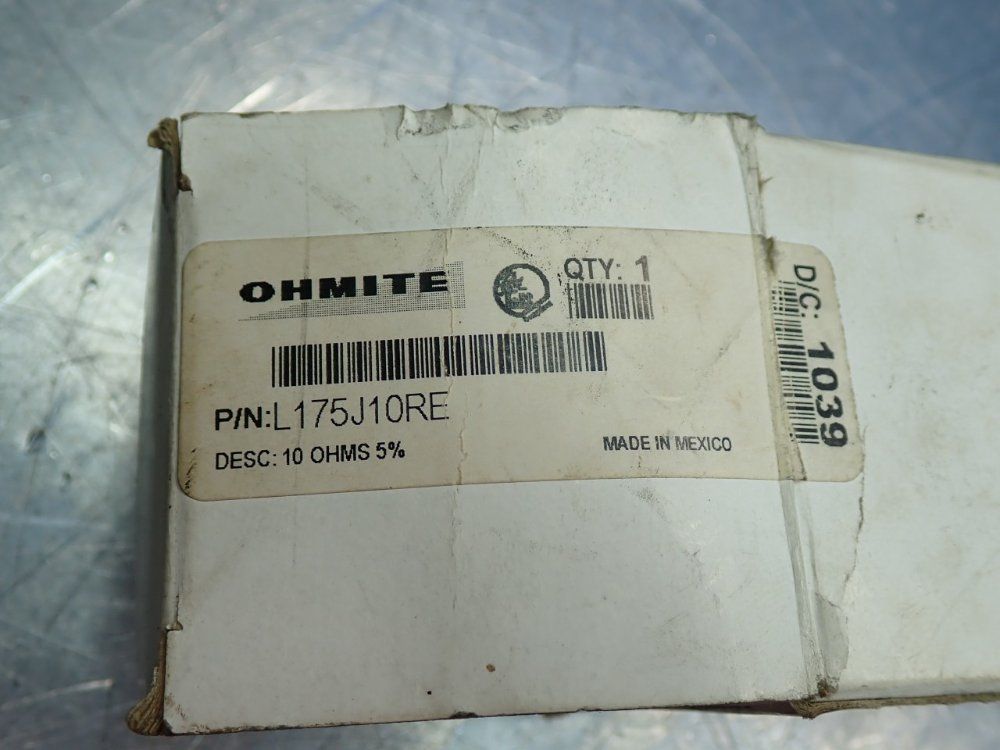 OHMITE
QTY: 1
P/N:L175J10RE
DESC: 10 OHMS 5%
MADE IN MEXICO
D/C: 1039